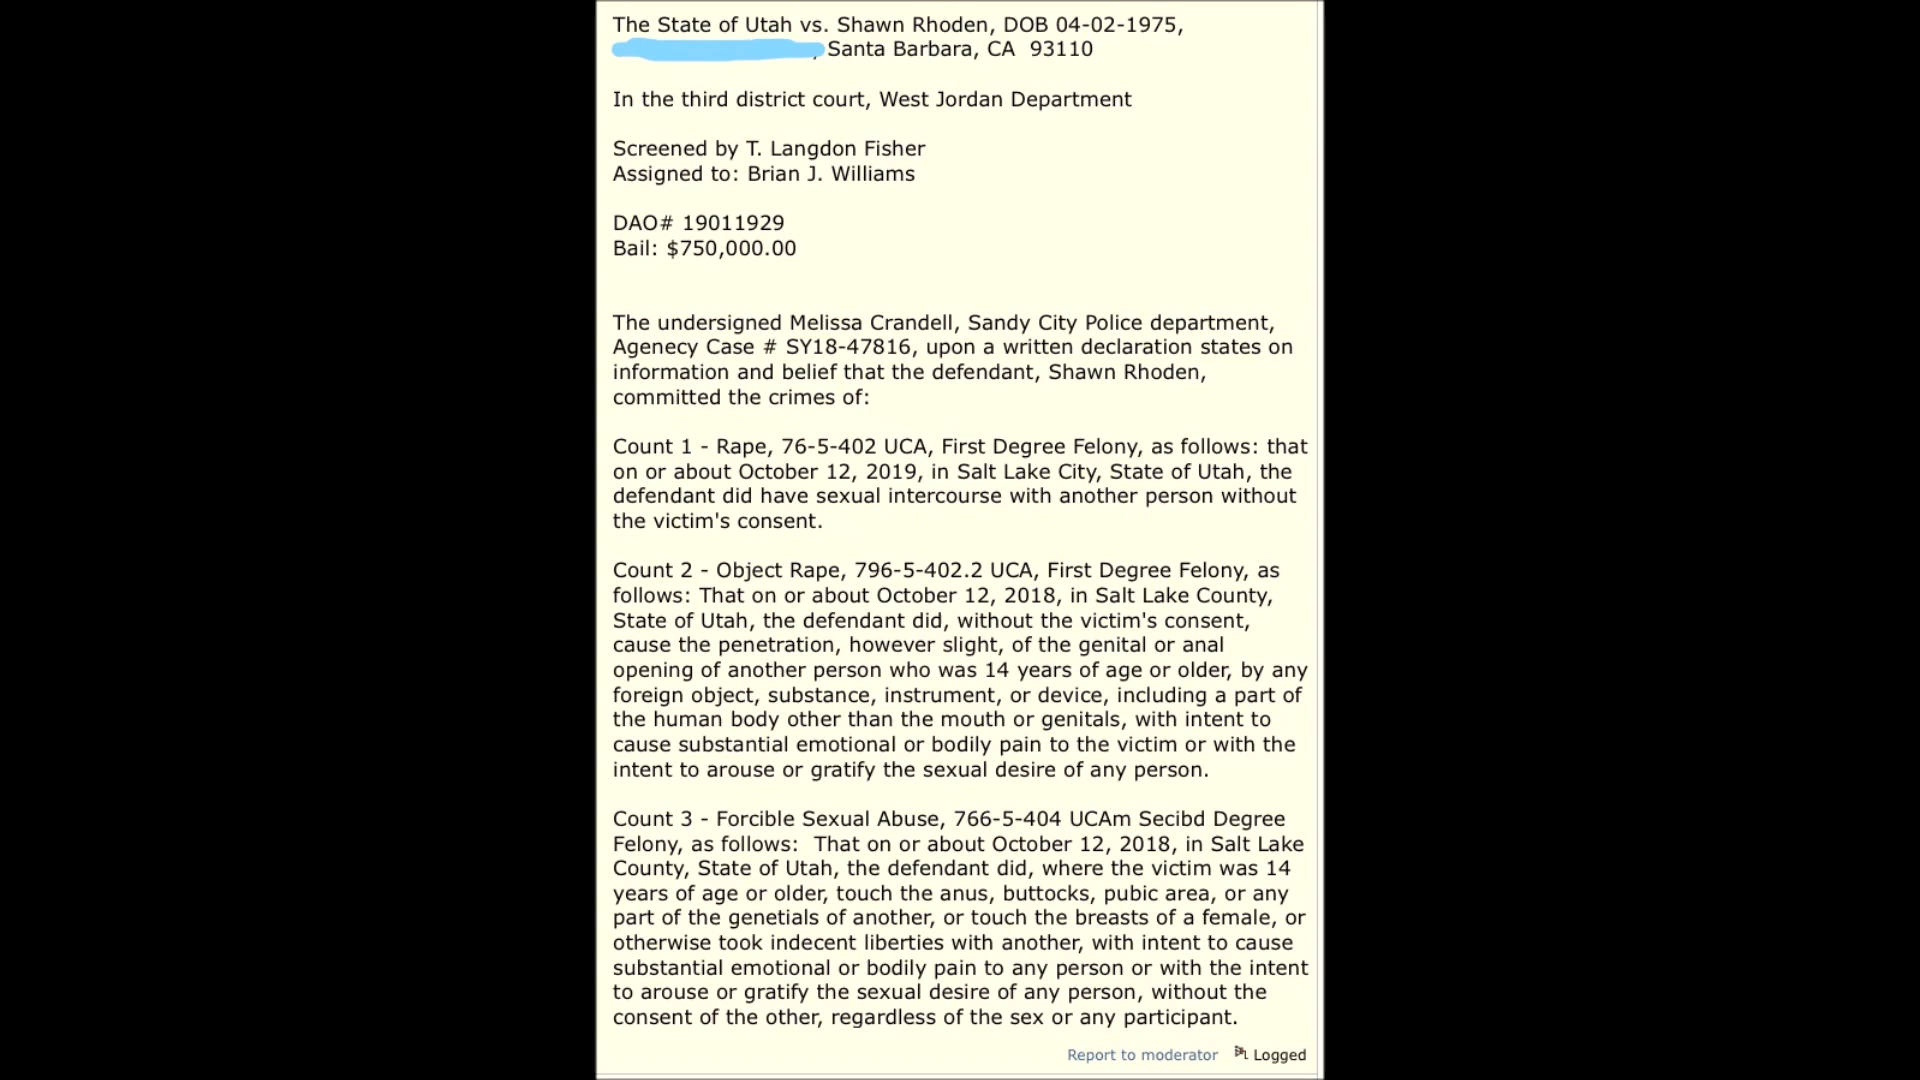 The State of Utah vs. Shawn Rhoden, DOB 04-02-1975,
, Santa Barbara, CA  93110
In the third district court, West Jordan Department
Screened by T. Langdon Fisher
Assigned to: Brian J. Williams
DAO# 19011929
Bail: $750,000.00
The undersigned Melissa Crandell, Sandy City Police department,
Agenecy Case # SY18-47816, upon a written declaration states on
information and belief that the defendant, Shawn Rhoden,
committed the crimes of:
Count 1 - Rape, 76-5-402 UCA, First Degree Felony, as follows: that
on or about October 12, 2019, in Salt Lake City, State of Utah, the
defendant did have sexual intercourse with another person without
the victim's consent.
Count 2 - Object Rape, 796-5-402.2 UCA, First Degree Felony, as
follows: That on or about October 12, 2018, in Salt Lake County,
State of Utah, the defendant did, without the victim's consent,
cause the penetration, however slight, of the genital or anal
opening of another person who was 14 years of age or older, by any
foreign object, substance, instrument, or device, including a part of
the human body other than the mouth or genitals, with intent to
cause substantial emotional or bodily pain to the victim or with the
intent to arouse or gratify the sexual desire of any person.
Count 3 - Forcible Sexual Abuse, 766-5-404 UCAm Secibd Degree
Felony, as follows:  That on or about October 12, 2018, in Salt Lake
County, State of Utah, the defendant did, where the victim was 14
years of age or older, touch the anus, buttocks, pubic area, or any
part of the genetials of another, or touch the breasts of a female, or
otherwise took indecent liberties with another, with intent to cause
substantial emotional or bodily pain to any person or with the intent
to arouse or gratify the sexual desire of any person, without the
consent of the other, regardless of the sex or any participant.
Report to moderator Logged